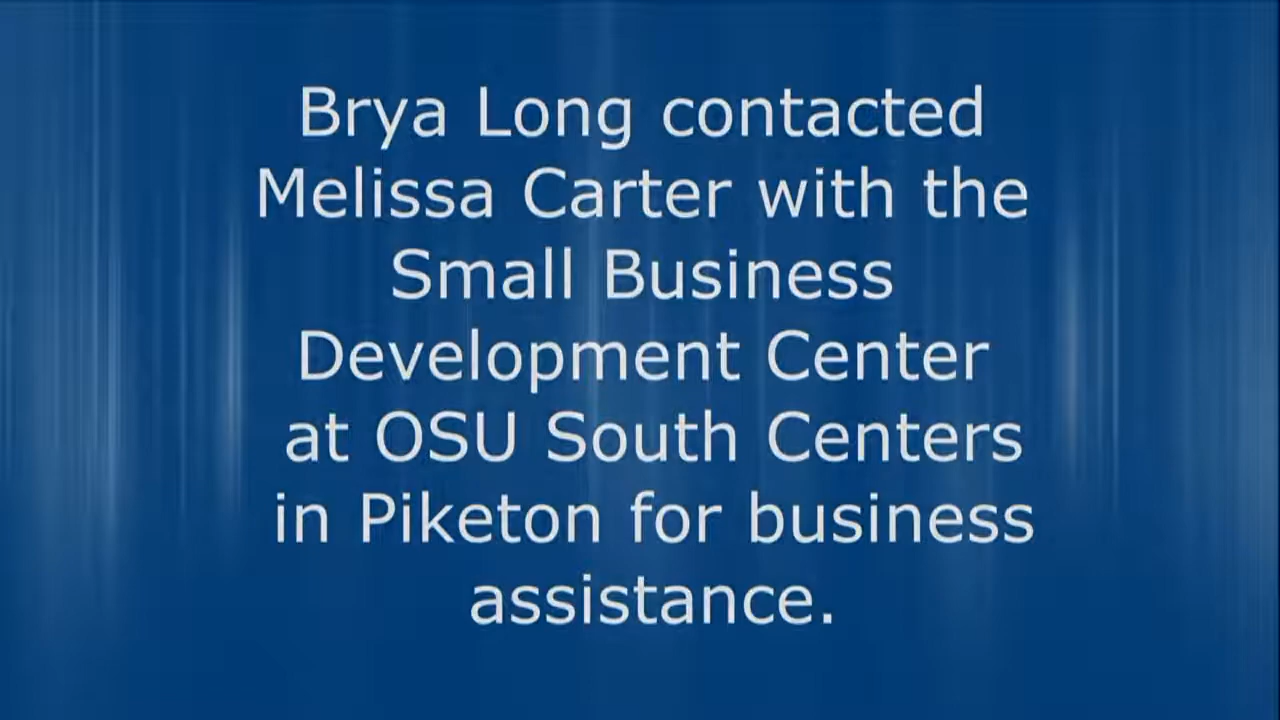 Brya Long contacted
Melissa Carter with the
Small Business
Development Center
at OSU South Centers
in Piketon for business
assistance.